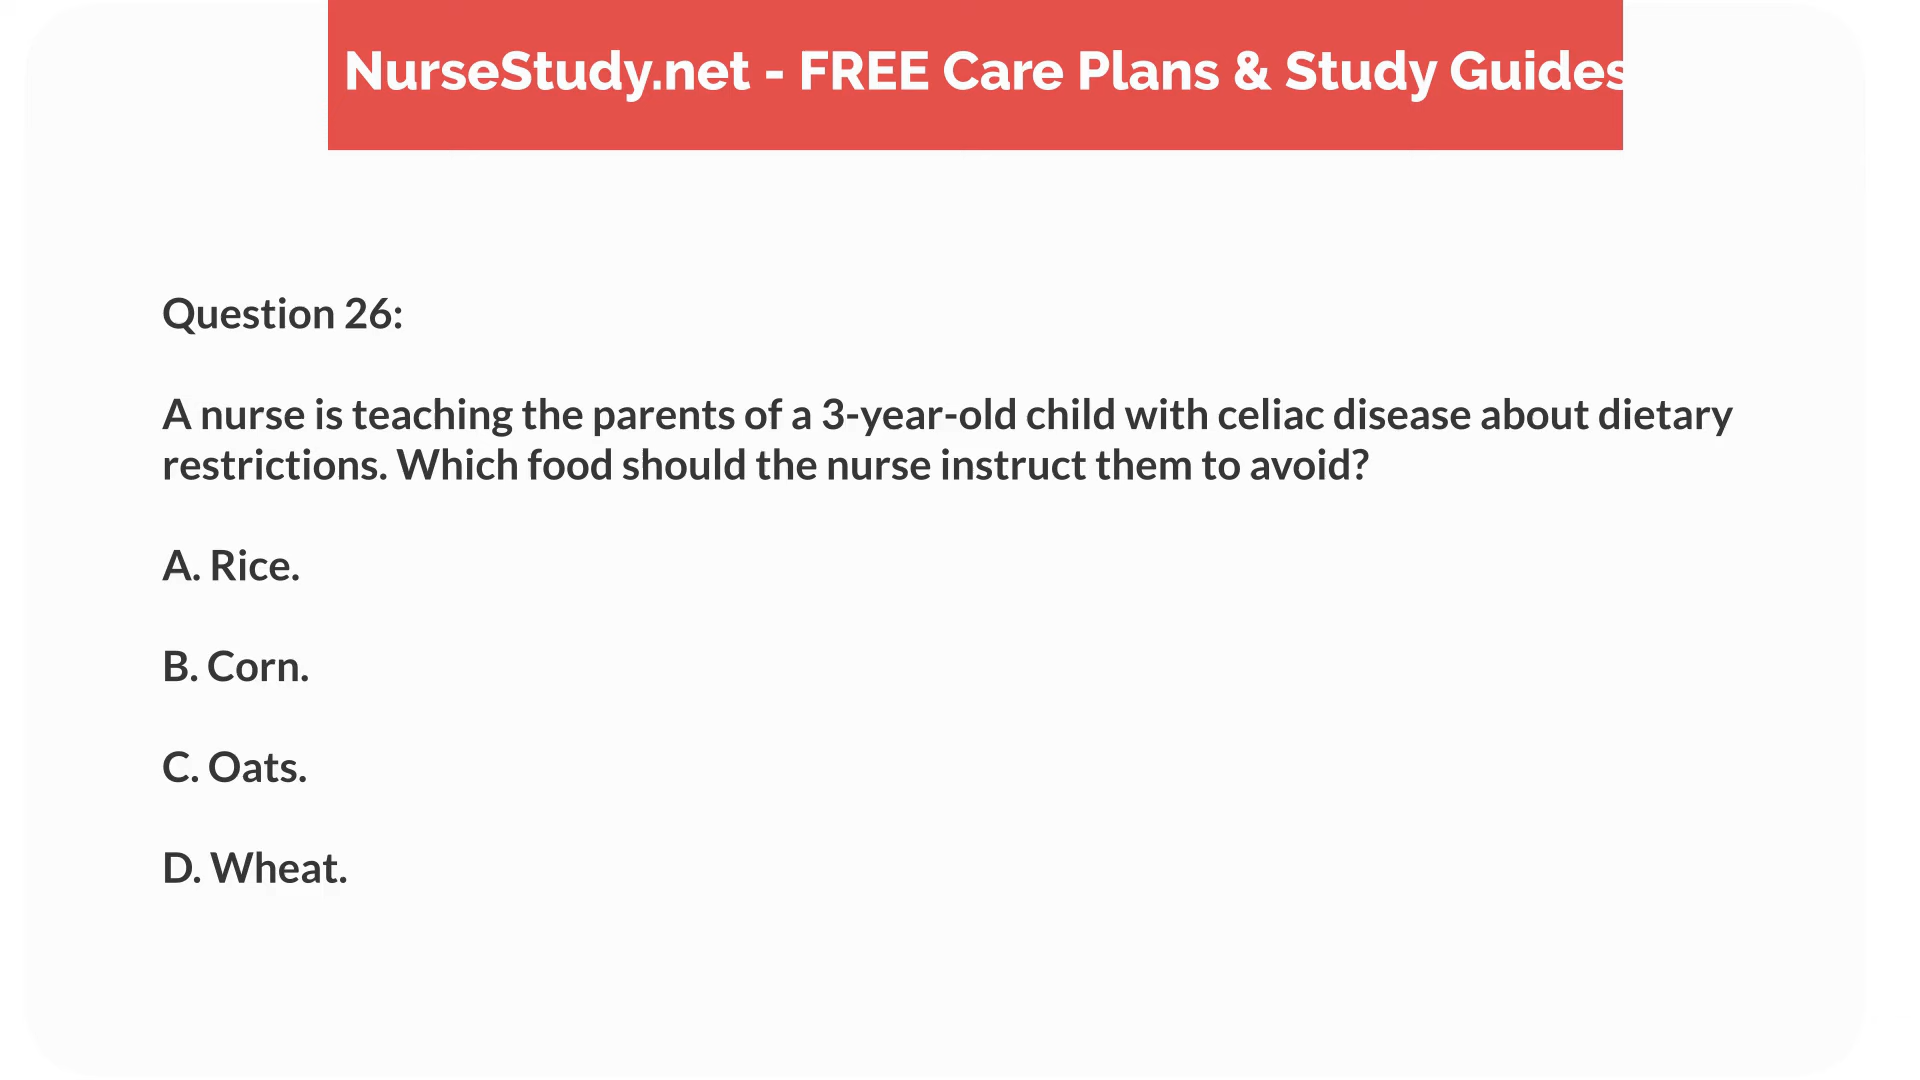 NurseStudy.net - FREE Care Plans & Study Guides
Question 26:
A nurse is teaching the parents of a 3-year-old child with celiac disease about dietary
restrictions. Which food should the nurse instruct them to avoid?
A. Rice.
B. Corn.
C. Oats.
D. Wheat.